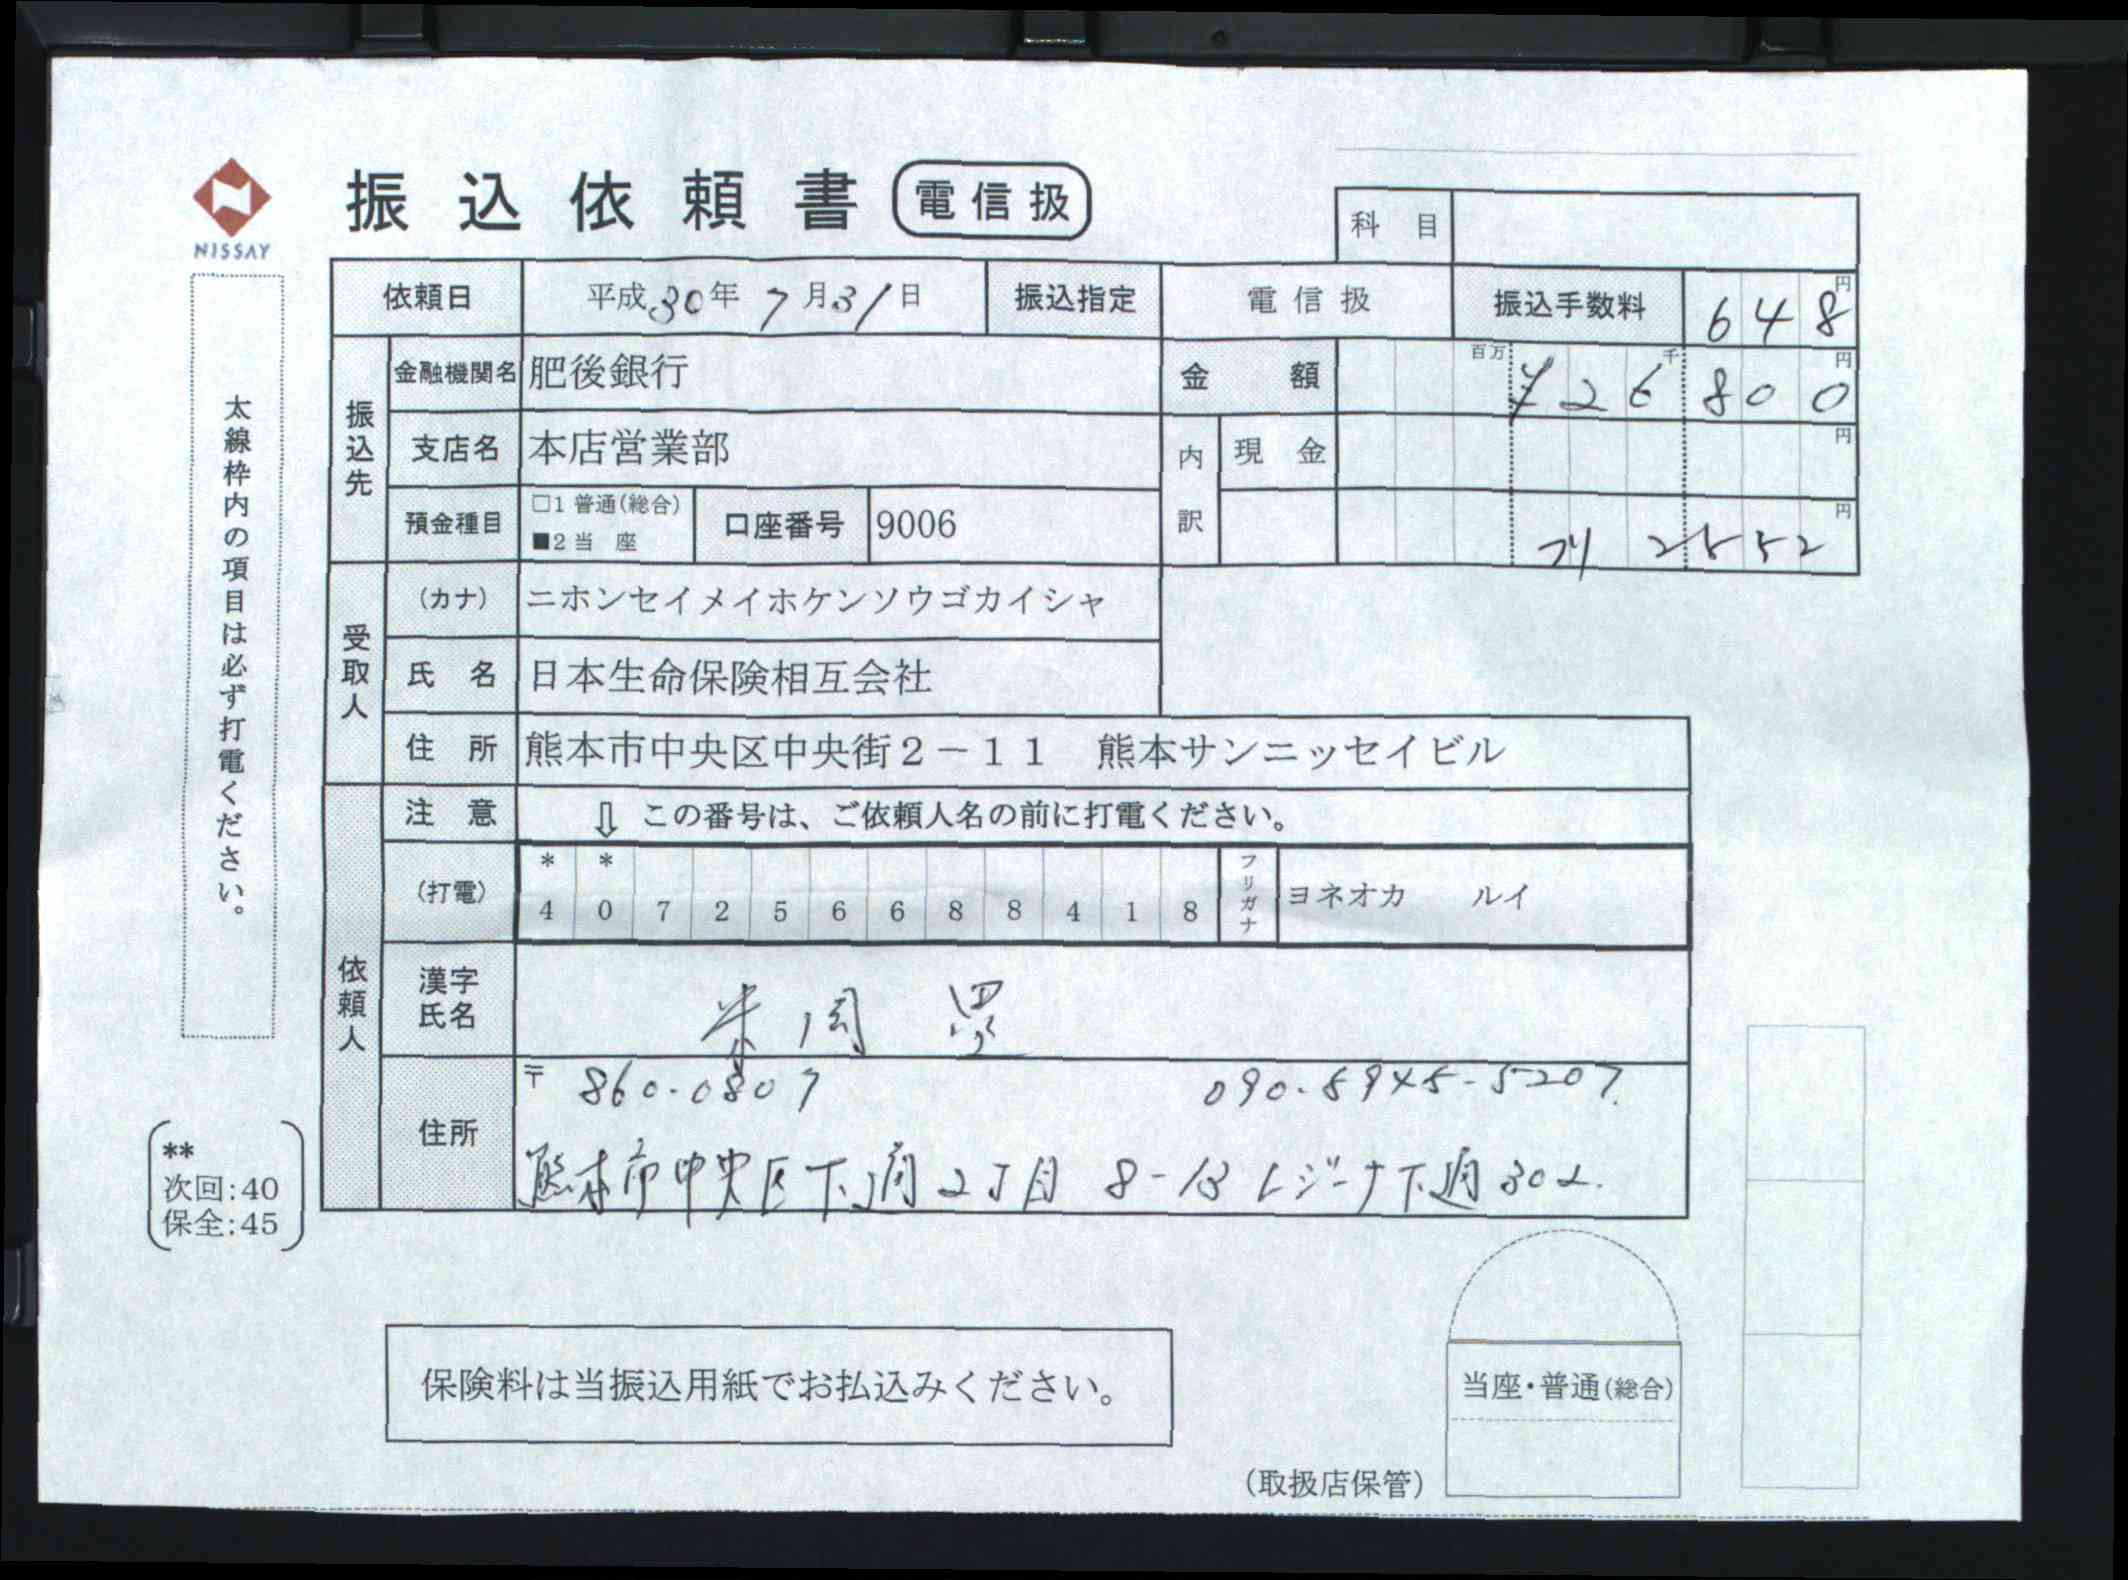 NISSAY
振込依頼書 電信扱
科目
依頼日 平成30年7月31日 振込指定 電信扱 振込手数料 648円
振込先
金融機関名 肥後銀行
金額 百万 千 円 ¥26800
支店名 本店営業部
内訳 現金 円
預金種目 □1 普通(総合) ■2 当座 口座番号 9006
円 2552
受取人
(カナ) ニホンセイメイホケンソウゴカイシャ
氏名 日本生命保険相互会社
住所 熊本市中央区中央街2-11 熊本サンニッセイビル
依頼人
注意 ⇩ この番号は、ご依頼人名の前に打電ください。
(打電) * * 4 0 7 2 5 6 6 8 8 4 1 8 フリガナ ヨネオカ ルイ
漢字氏名 米岡 累
住所 〒 860-0807 090-8945-5207
熊本市中央区下通2丁目8-13レジーナ下通302
太線枠内の項目は必ず打電ください。
**
次回:40
保全:45
保険料は当振込用紙でお払込みください。
当座・普通(総合)
(取扱店保管)